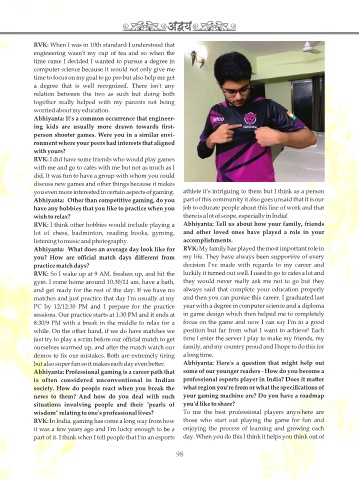 अद्वय
RVK: When I was in 10th standard I understood that
engineering wasn't my cup of tea and so when the
time came I decided I wanted to pursue a degree in
computer science because it would not only give me
time to focus on my goal to go pro but also help me get
a degree that is well recognized. There isn't any
relation between the two as such but doing both
together really helped with my parents not being
worried about my education.
Abhiyanta: It's a common occurrence that engineer-
ing kids are usually more drawn towards first-
person shooter games. Were you in a similar envi-
ronment where your peers had interests that aligned
with yours?
RVK: I did have some friends who would play games
with me and go to cafes with me but not as much as I
did. It was fun to have a group with whom you could
discuss new games and other things because it makes
you even more interested in certain aspects of gaming.
Abhiyanta: Other than competitive gaming, do you
have any hobbies that you like to practice when you
wish to relax?
RVK: I think other hobbies would include playing a
lot of chess, badminton, reading books, gyming,
listening to music and photography.
Abhiyanta: What does an average day look like for
you? How are official match days different from
practice match days?
RVK: So I wake up at 9 AM, freshen up, and hit the
gym. I come home around 10:30/11 am, have a bath,
and get ready for the rest of the day. If we have no
matches and just practice that day I'm usually at my
PC by 12/12:30 PM and I prepare for the practice
sessions. Our practice starts at 1:30 PM and it ends at
8:30/9 PM with a break in the middle to relax for a
while. On the other hand, if we do have matches we
just try to play a scrim before our official match to get
ourselves warmed up, and after the match watch our
demos to fix our mistakes. Both are extremely tiring
but also super fun so it makes each day even better.
Abhiyanta: Professional gaming is a career path that
is often considered unconventional in Indian
society. How do people react when you break the
news to them? And how do you deal with such
situations involving people and their "pearls of
wisdom" relating to one's professional lives?
RVK: In India, gaming has come a long way from how
it was a few years ago and I'm lucky enough to be a
part of it. I think when I tell people that I'm an esports
athlete it's intriguing to them but I think as a person
part of this community it also goes unsaid that it is our
job to educate people about this line of work and that
there is a lot of scope, especially in India!
Abhiyanta: Tell us about how your family, friends
and other loved ones have played a role in your
accomplishments.
RVK: My family has played the most important role in
my life. They have always been supportive of every
decision I've made with regards to my career and
luckily it turned out well. I used to go to cafes a lot and
they would never really ask me not to go but they
always said that complete your education properly
and then you can pursue this career. I graduated last
year with a degree in computer science and a diploma
in game design which then helped me to completely
focus on the game and now I can say I'm in a good
position but far from what I want to achieve! Each
time I enter the server I play to make my friends, my
family, and my country proud and I hope to do this for
a long time.
Abhiyanta: Here's a question that might help out
some of our younger readers - How do you become a
professional esports player in India? Does it matter
what region you're from or what the specifications of
your gaming machine are? Do you have a roadmap
you'd like to share?
To me the best professional players anywhere are
those who start out playing the game for fun and
enjoying the process of learning and growing each
day. When you do this I think it helps you think out of
98